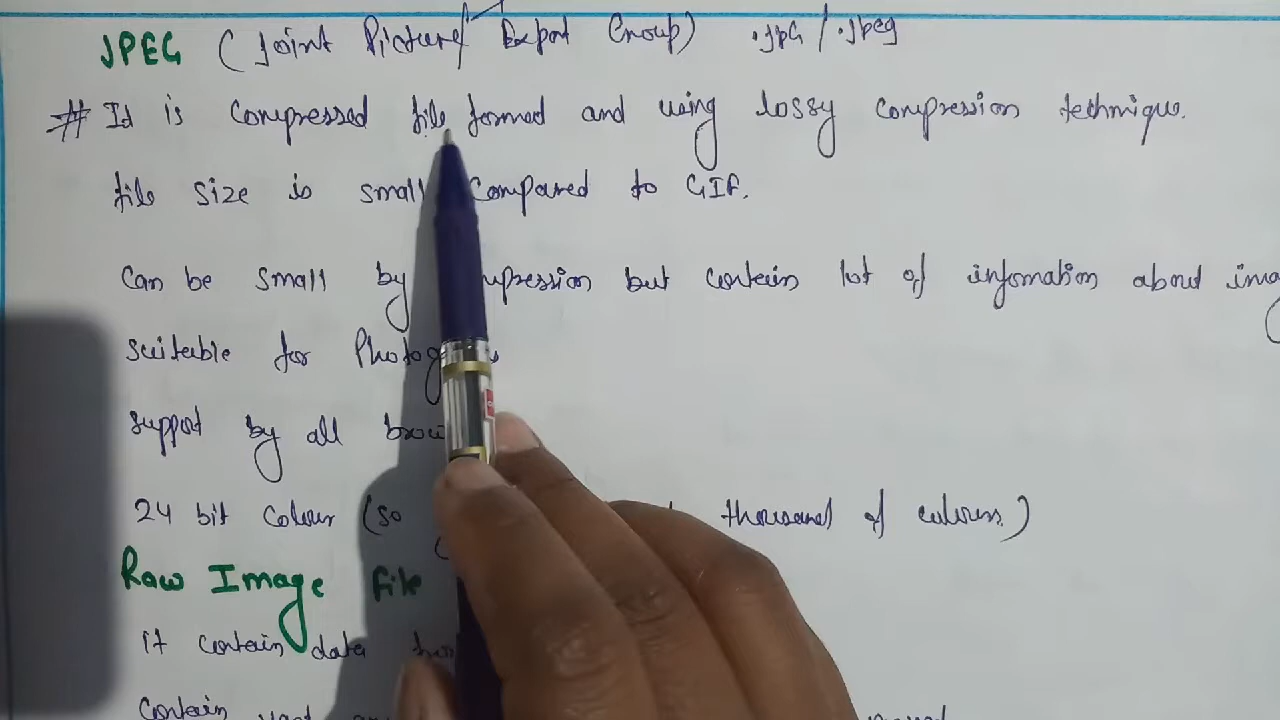 JPEG (Joint Picture/ Expert Group) .jpg / .jpeg
# It is compressed file format and using lossy compression technique.
file size is small compared to GIF.
Can be small by but contain lot of information about
suitable for
support by all
24 bit colour (so thousand of colours)
Raw Image file
it contain data
Contain